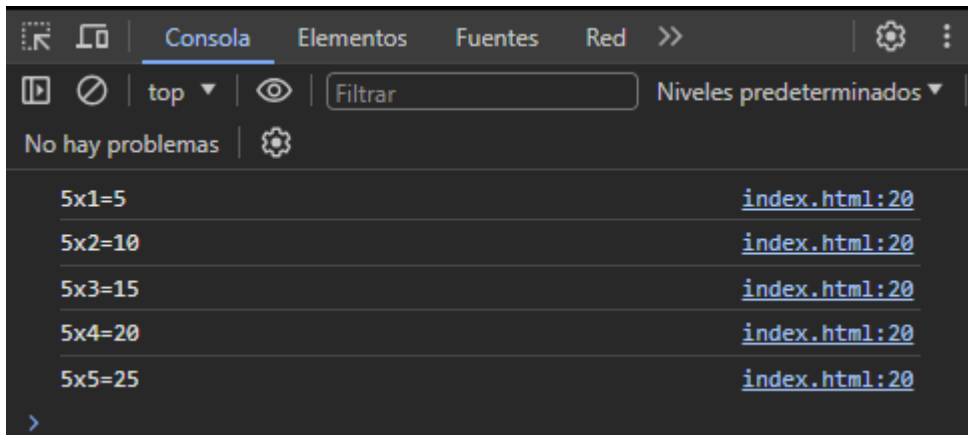 Consola Elementos Fuentes Red
top Filtrar Niveles predeterminados
No hay problemas
5x1=5 index.html:20
5x2=10 index.html:20
5x3=15 index.html:20
5x4=20 index.html:20
5x5=25 index.html:20